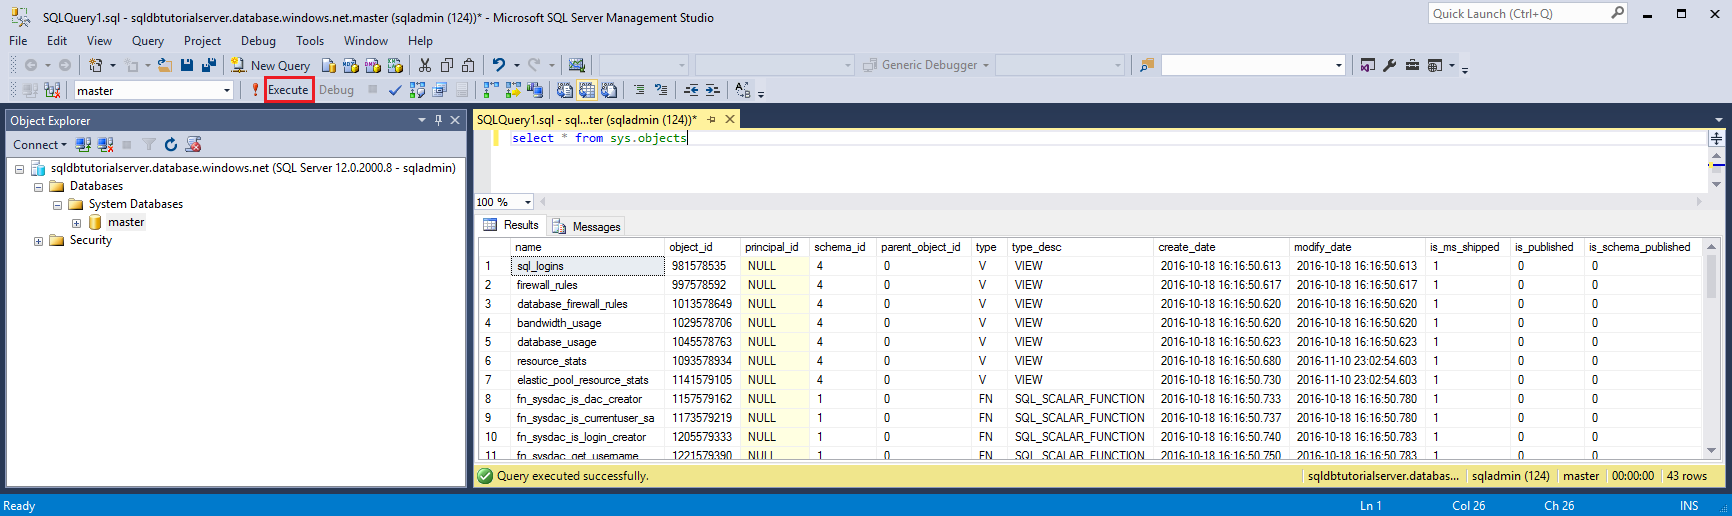 SQLQuery1.sql - sqldbtutorialserver.database.windows.net.master (sqladmin (124))* - Microsoft SQL Server Management Studio
Quick Launch (Ctrl+Q)
File Edit View Query Project Debug Tools Window Help
New Query
Generic Debugger
master
Execute Debug
Object Explorer
Connect
sqldbtutorialserver.database.windows.net (SQL Server 12.0.2000.8 - sqladmin)
Databases
System Databases
master
Security
SQLQuery1.sql - sql...ter (sqladmin (124))*
select * from sys.objects
100 %
Results Messages
name object_id principal_id schema_id parent_object_id type type_desc create_date modify_date is_ms_shipped is_published is_schema_published
1 sql_logins 981578535 NULL 4 0 V VIEW 2016-10-18 16:16:50.613 2016-10-18 16:16:50.613 1 0 0
2 firewall_rules 997578592 NULL 4 0 V VIEW 2016-10-18 16:16:50.617 2016-10-18 16:16:50.617 1 0 0
3 database_firewall_rules 1013578649 NULL 4 0 V VIEW 2016-10-18 16:16:50.620 2016-10-18 16:16:50.620 1 0 0
4 bandwidth_usage 1029578706 NULL 4 0 V VIEW 2016-10-18 16:16:50.620 2016-10-18 16:16:50.620 1 0 0
5 database_usage 1045578763 NULL 4 0 V VIEW 2016-10-18 16:16:50.623 2016-10-18 16:16:50.623 1 0 0
6 resource_stats 1093578934 NULL 4 0 V VIEW 2016-10-18 16:16:50.680 2016-11-10 23:02:54.603 1 0 0
7 elastic_pool_resource_stats 1141579105 NULL 4 0 V VIEW 2016-10-18 16:16:50.730 2016-11-10 23:02:54.603 1 0 0
8 fn_sysdac_is_dac_creator 1157579162 NULL 1 0 FN SQL_SCALAR_FUNCTION 2016-10-18 16:16:50.733 2016-10-18 16:16:50.780 1 0 0
9 fn_sysdac_is_currentuser_sa 1173579219 NULL 1 0 FN SQL_SCALAR_FUNCTION 2016-10-18 16:16:50.737 2016-10-18 16:16:50.780 1 0 0
10 fn_sysdac_is_login_creator 1205579333 NULL 1 0 FN SQL_SCALAR_FUNCTION 2016-10-18 16:16:50.740 2016-10-18 16:16:50.783 1 0 0
11 fn_sysdac_get_username 1221579390 NULL 1 0 FN SQL_SCALAR_FUNCTION 2016-10-18 16:16:50.750 2016-10-18 16:16:50.783 1 0 0
Query executed successfully. sqldbtutorialserver.databas... sqladmin (124) master 00:00:00 43 rows
Ready Ln 1 Col 26 Ch 26 INS